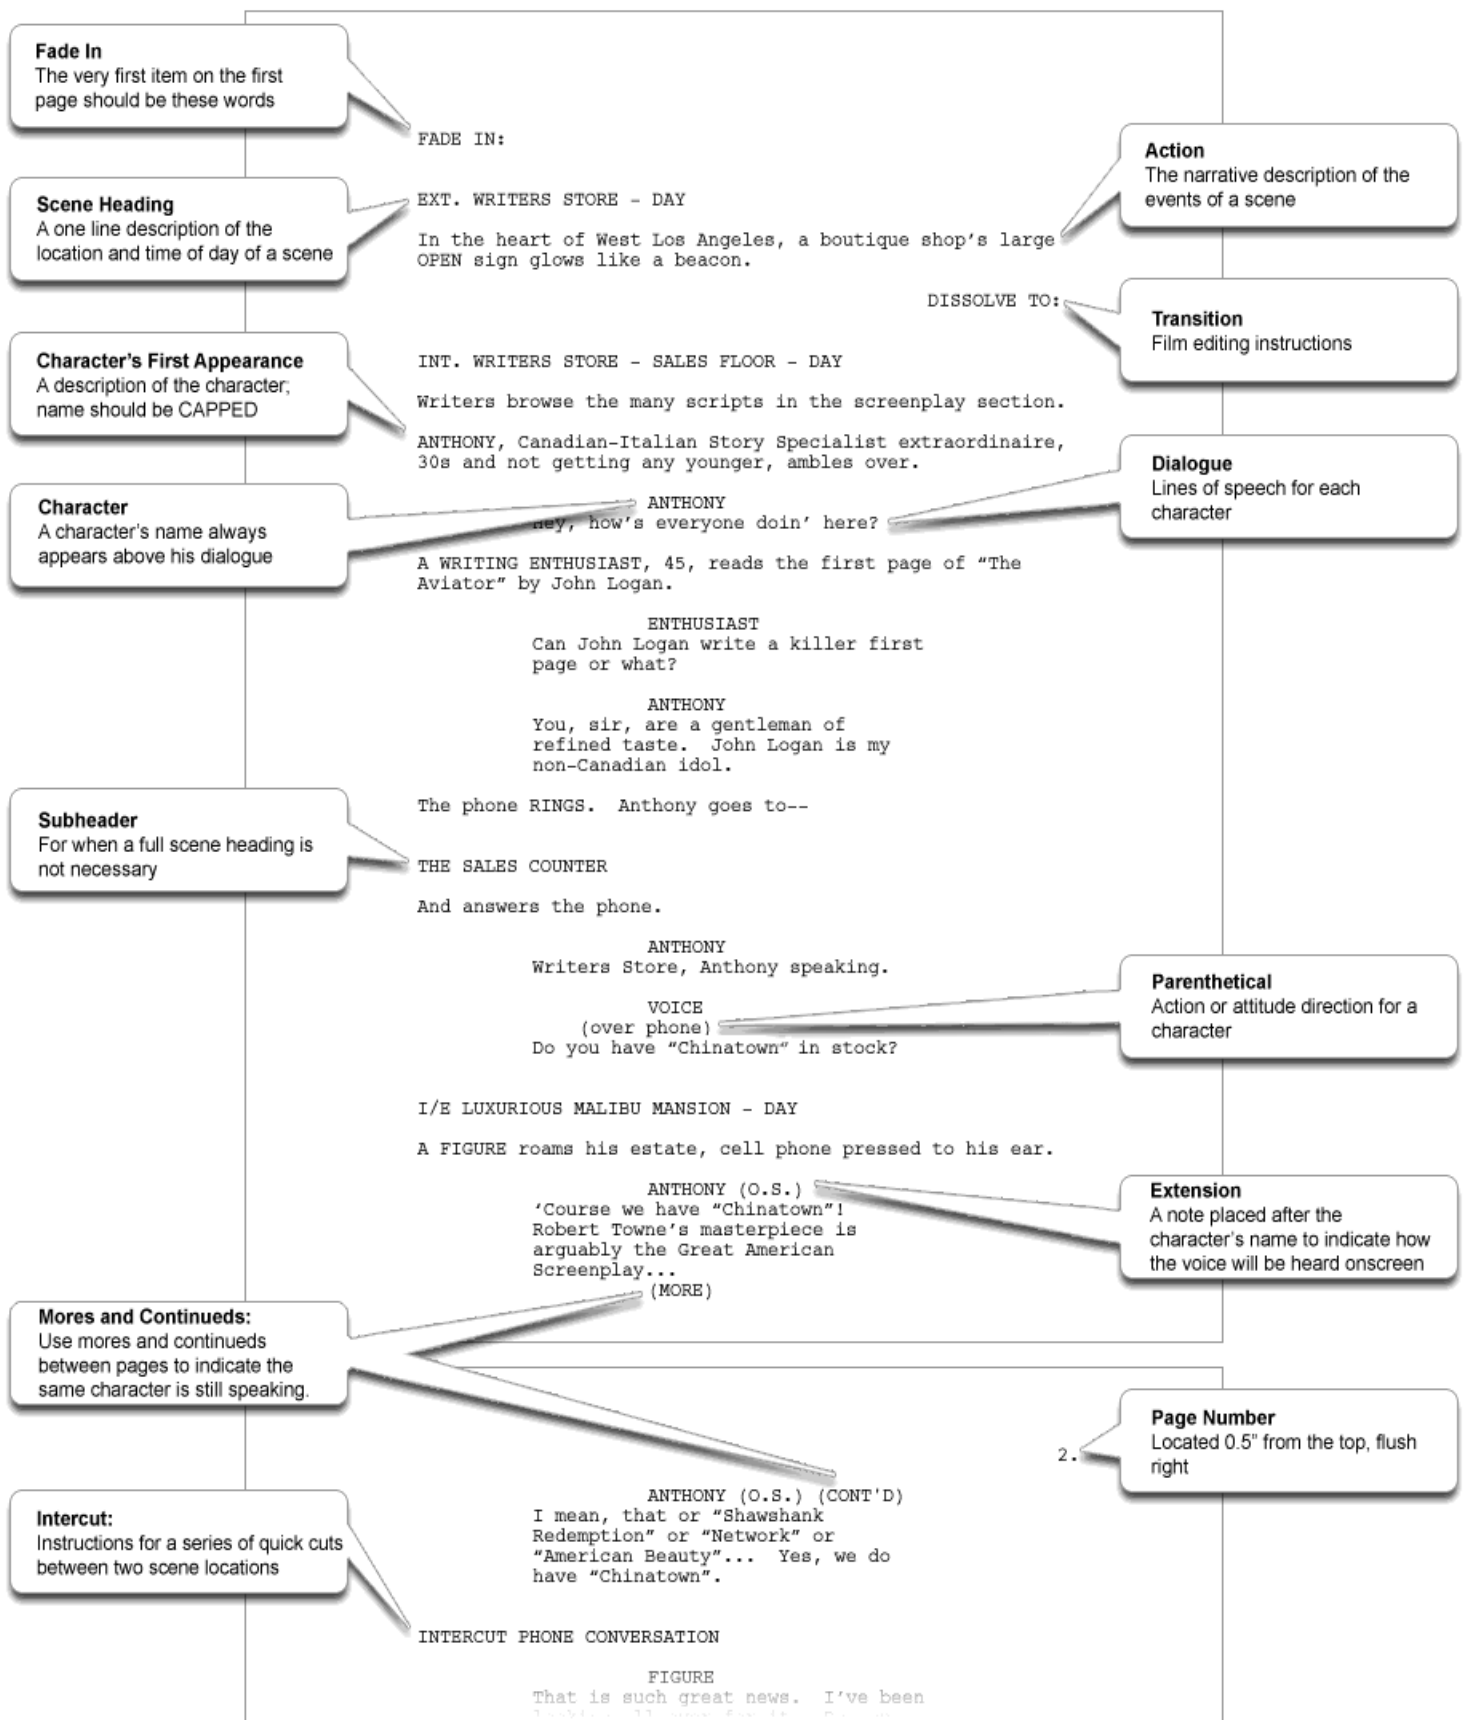 Fade In
The very first item on the first
page should be these words
FADE IN:
Scene Heading
A one line description of the
location and time of day of a scene
EXT. WRITERS STORE - DAY
Action
The narrative description of the
events of a scene
In the heart of West Los Angeles, a boutique shop's large
OPEN sign glows like a beacon.
DISSOLVE TO:
Transition
Film editing instructions
Character's First Appearance
A description of the character;
name should be CAPPED
INT. WRITERS STORE - SALES FLOOR - DAY
Writers browse the many scripts in the screenplay section.
ANTHONY, Canadian-Italian Story Specialist extraordinaire,
30s and not getting any younger, ambles over.
Dialogue
Lines of speech for each
character
Character
A character's name always
appears above his dialogue
ANTHONY
Hey, how's everyone doin' here?
A WRITING ENTHUSIAST, 45, reads the first page of “The
Aviator” by John Logan.
ENTHUSIAST
Can John Logan write a killer first
page or what?
ANTHONY
You, sir, are a gentleman of
refined taste.  John Logan is my
non-Canadian idol.
The phone RINGS.  Anthony goes to--
Subheader
For when a full scene heading is
not necessary
THE SALES COUNTER
And answers the phone.
ANTHONY
Writers Store, Anthony speaking.
VOICE
(over phone)
Do you have “Chinatown” in stock?
Parenthetical
Action or attitude direction for a
character
I/E LUXURIOUS MALIBU MANSION - DAY
A FIGURE roams his estate, cell phone pressed to his ear.
ANTHONY (O.S.)
‘Course we have “Chinatown”!
Robert Towne's masterpiece is
arguably the Great American
Screenplay...
(MORE)
Extension
A note placed after the
character's name to indicate how
the voice will be heard onscreen
Mores and Continueds:
Use mores and continueds
between pages to indicate the
same character is still speaking.
2.
Page Number
Located 0.5” from the top, flush
right
ANTHONY (O.S.) (CONT'D)
I mean, that or “Shawshank
Redemption” or “Network” or
“American Beauty”...  Yes, we do
have “Chinatown”.
Intercut:
Instructions for a series of quick cuts
between two scene locations
INTERCUT PHONE CONVERSATION
FIGURE
That is such great news.  I've been